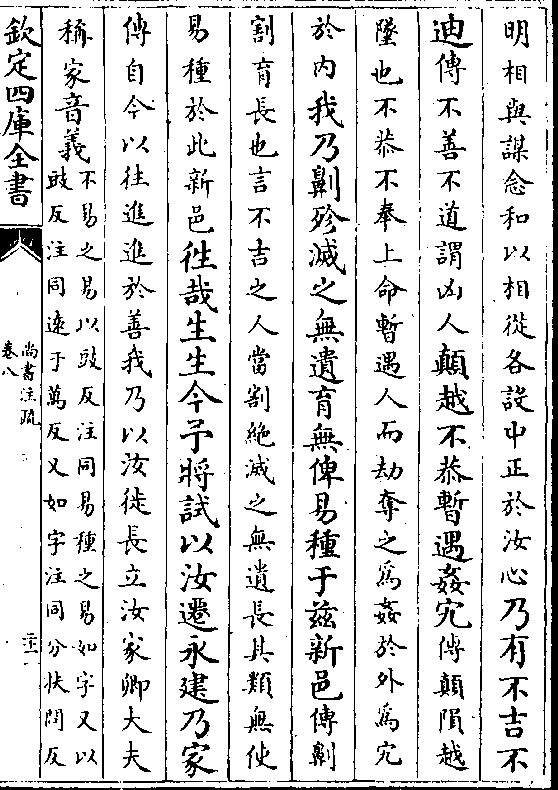 明相與謀念和以相從各設中正於汝心乃有不吉不
迪傳不善不道謂凶人顛越不恭暫遇姦宄傳顛隕越
墜也不恭不奉上命暫遇人而劫奪之為姦於外為宄
於内我乃劓殄滅之無遺育無俾易種于兹新邑傳劓
割育長也言不吉之人當割絶滅之無遺長其類無使
易種於此新邑徃哉生生今予將試以汝遷永建乃家
傳自今以往進進於善我乃以汝徙長立汝家卿大夫
稱家音義不易之易以豉反注同易種之易如字又以
豉反注同逺于萬反又如字注同分扶問反
欽定四庫全書
尚書注疏
卷八
二十二